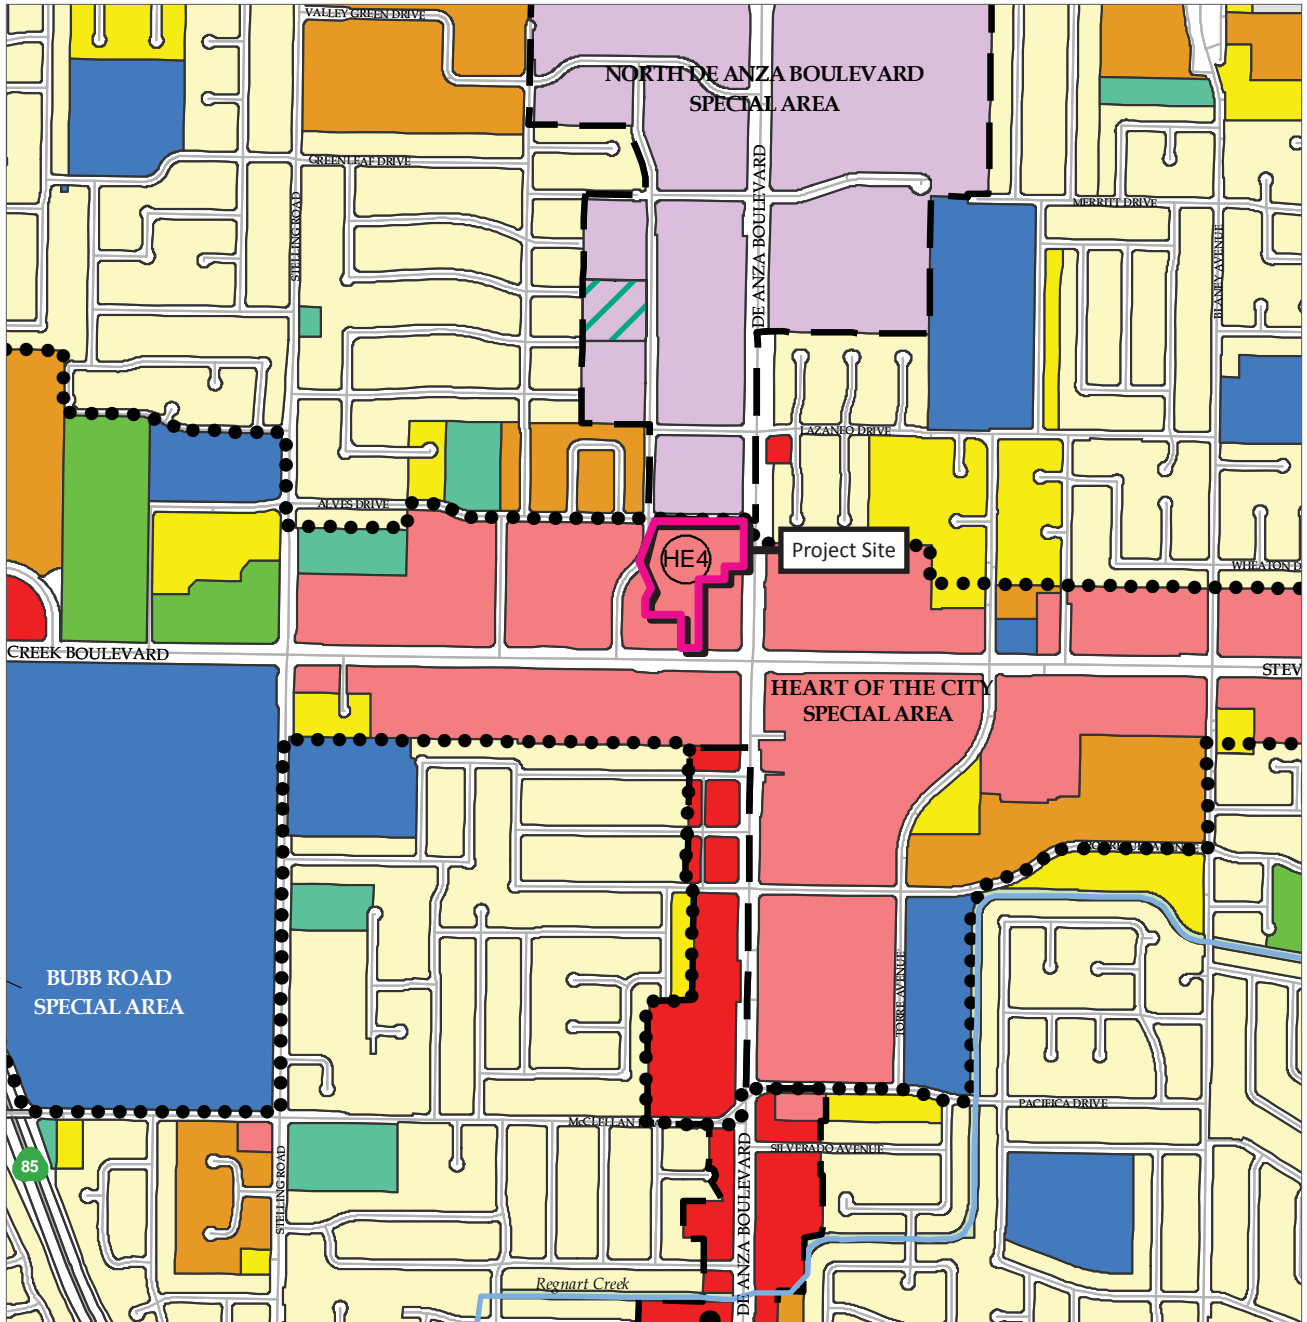 VALLEY GREEN DRIVE
NORTH DE ANZA BOULEVARD
SPECIAL AREA
GREENLEAF DRIVE
STELLING ROAD
DE ANZA BOULEVARD
MERRITT DRIVE
BLANEY AVENUE
LAZANEO DRIVE
ALVES DRIVE
HE4
Project Site
WHEATON D
CREEK BOULEVARD
STEV
HEART OF THE CITY
SPECIAL AREA
BUBB ROAD
SPECIAL AREA
TORRE AVENUE
PACIFICA DRIVE
McCLELLAN
SILVERADO AVENUE
85
STELLING ROAD
DE ANZA BOULEVARD
Regnart Creek